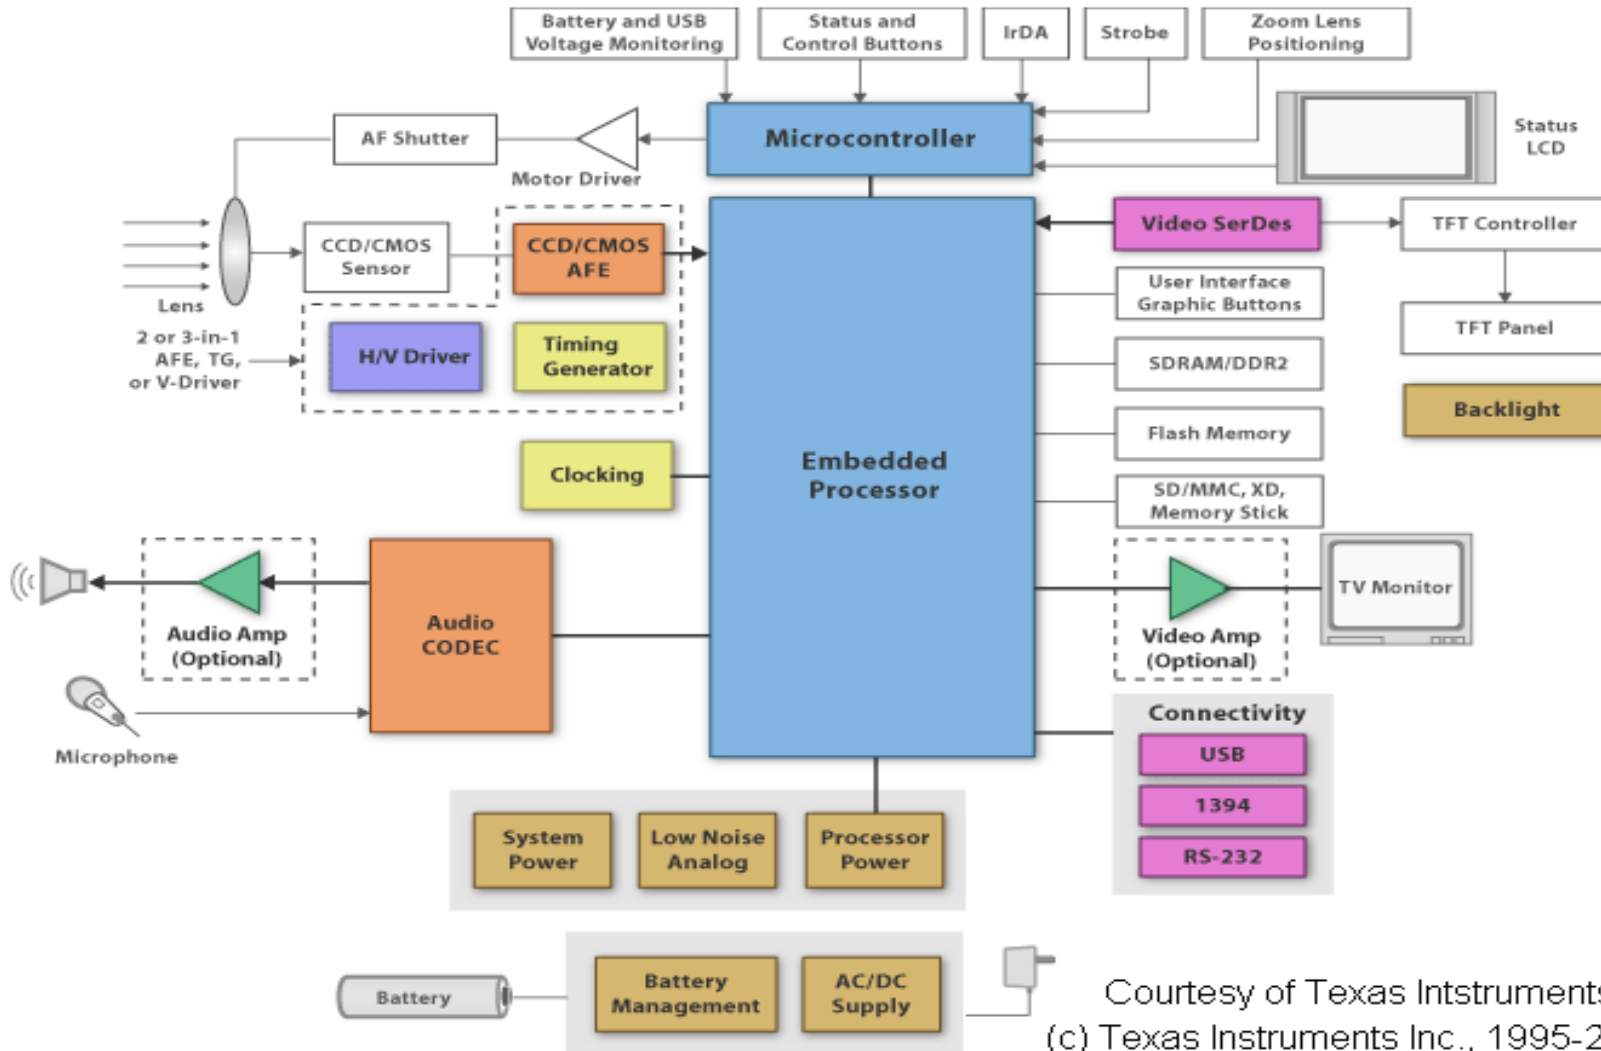 Battery and USB
Voltage Monitoring
Status and
Control Buttons
IrDA
Strobe
Zoom Lens
Positioning
Microcontroller
Status
LCD
AF Shutter
Motor Driver
Video SerDes
TFT Controller
CCD/CMOS
Sensor
CCD/CMOS
AFE
Lens
User Interface
Graphic Buttons
TFT Panel
2 or 3-in-1
AFE, TG,
or V-Driver
H/V Driver
Timing
Generator
SDRAM/DDR2
Backlight
Flash Memory
Clocking
Embedded
Processor
SD/MMC, XD,
Memory Stick
TV Monitor
Audio Amp
(Optional)
Audio
CODEC
Video Amp
(Optional)
Microphone
Connectivity
USB
1394
RS-232
System
Power
Low Noise
Analog
Processor
Power
Battery
Battery
Management
AC/DC
Supply
Courtesy of Texas Intstruments
(c) Texas Instruments Inc., 1995-2